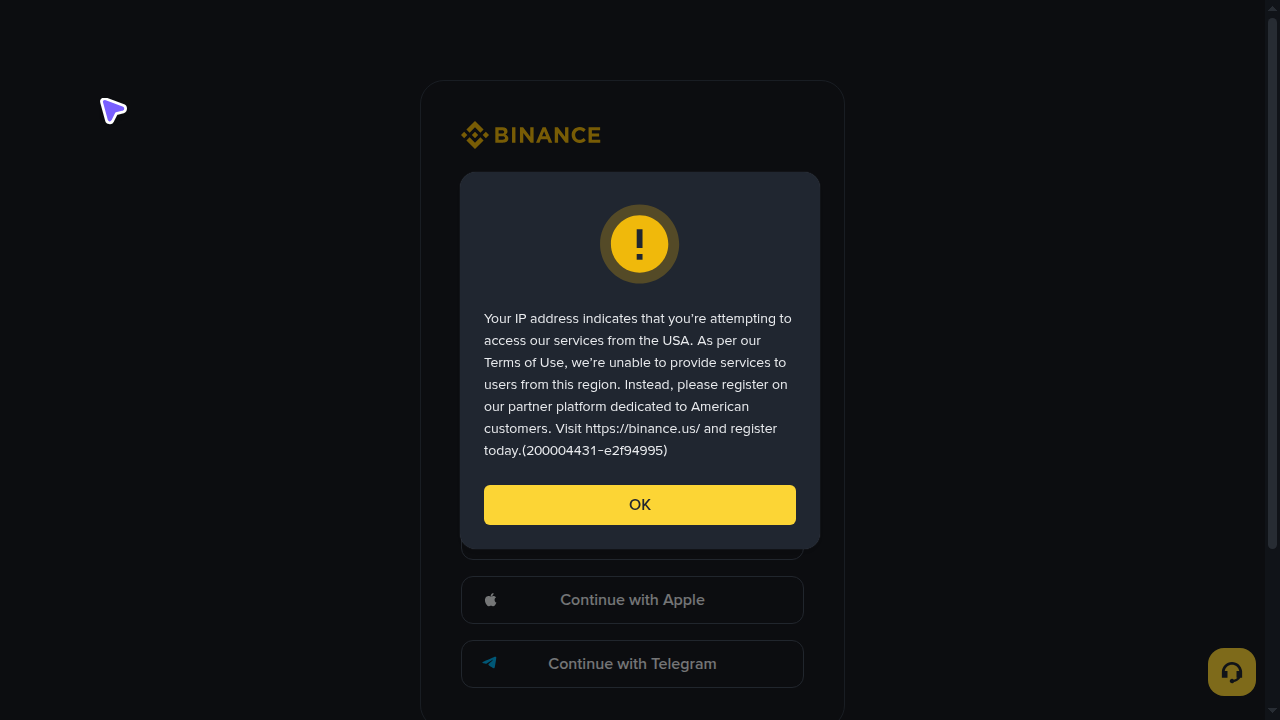 BINANCE
Your IP address indicates that you're attempting to
access our services from the USA. As per our
Terms of Use, we're unable to provide services to
users from this region. Instead, please register on
our partner platform dedicated to American
customers. Visit https://binance.us/ and register
today.(200004431-e2f94995)
OK
Continue with Apple
Continue with Telegram